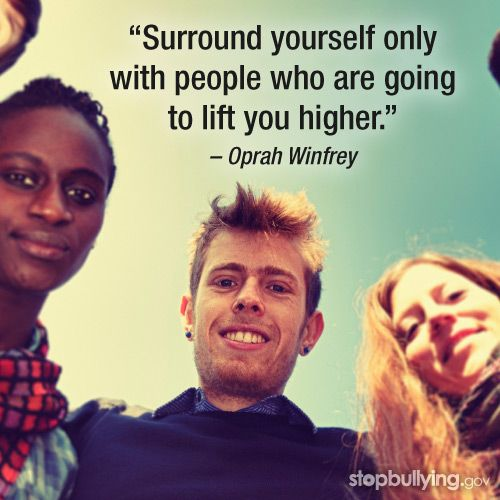 “Surround yourself only
with people who are going
to lift you higher.”
– Oprah Winfrey
stopbullying.gov